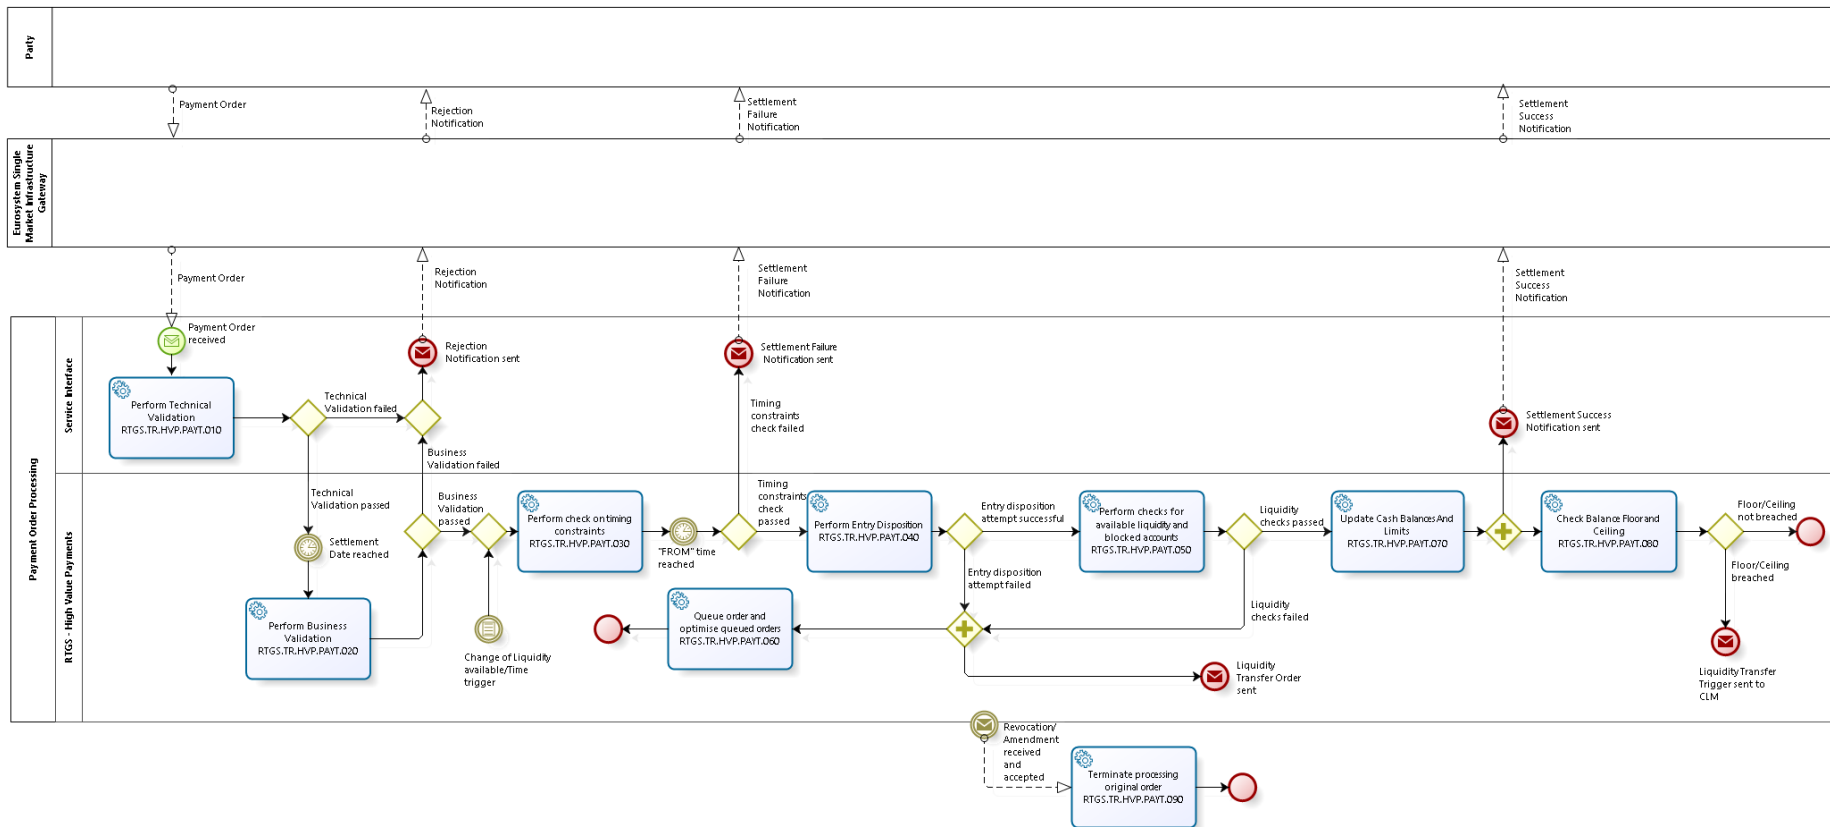 Party
Payment Order
Rejection
Notification
Settlement
Failure
Notification
Settlement
Success
Notification
Eurosystem Single
Market Infrastructure
Gateway
Payment Order
Rejection
Notification
Settlement
Failure
Notification
Settlement
Success
Notification
Payment Order Processing
Service Interface
Payment Order
received
Perform Technical
Validation
RTGS.TR.HVP.PAYT.010
Technical
Validation failed
Rejection
Notification sent
Business
Validation failed
Settlement Failure
Notification sent
Timing
constraints
check failed
Settlement Success
Notification sent
RTGS - High Value Payments
Technical
Validation passed
Settlement
Date reached
Perform Business
Validation
RTGS.TR.HVP.PAYT.020
Business
Validation
passed
Change of Liquidity
available/Time
trigger
Perform check on timing
constraints
RTGS.TR.HVP.PAYT.030
"FROM" time
reached
Timing
constraints
check
passed
Perform Entry Disposition
RTGS.TR.HVP.PAYT.040
Entry disposition
attempt successful
Entry disposition
attempt failed
Perform checks for
available liquidity and
blocked accounts
RTGS.TR.HVP.PAYT.050
Liquidity
checks passed
Liquidity
checks failed
Queue order and
optimise queued orders
RTGS.TR.HVP.PAYT.060
Liquidity
Transfer Order
sent
Update Cash Balances And
Limits
RTGS.TR.HVP.PAYT.070
Check Balance Floor and
Ceiling
RTGS.TR.HVP.PAYT.080
Floor/Ceiling
not breached
Floor/Ceiling
breached
Liquidity Transfer
Trigger sent to
CLM
Revocation/
Amendment
received
and
accepted
Terminate processing
original order
RTGS.TR.HVP.PAYT.090